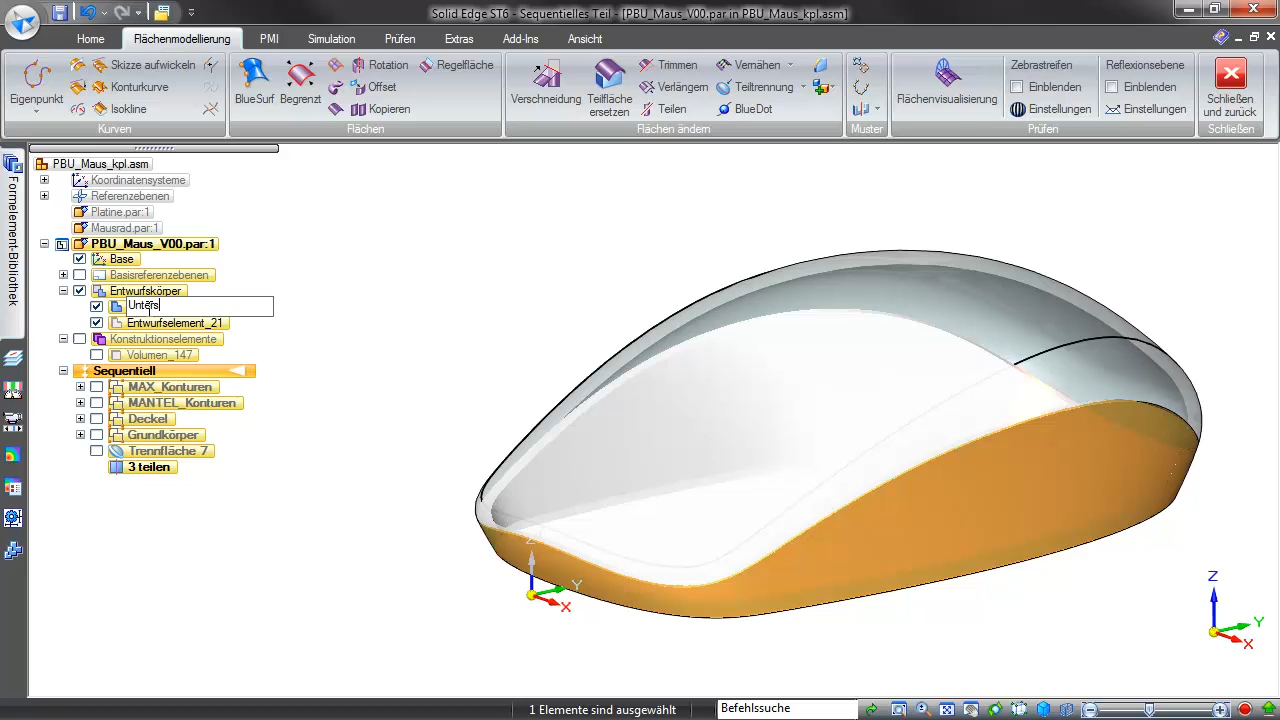 Solid Edge ST6 - Sequentielles Teil - [PBU_Maus_V00.par in PBU_Maus_kpl.asm]
Home Flächenmodellierung PMI Simulation Prüfen Extras Add-Ins Ansicht
Eigenpunkt
Skizze aufwickeln
Konturkurve
Isokline
Kurven
BlueSurf
Begrenzt
Rotation
Offset
Kopieren
Regelfläche
Flächen
Verschneidung
Teilfläche ersetzen
Trimmen
Verlängern
Teilen
Vernähen
Teiltrennung
BlueDot
Flächen ändern
Muster
Flächenvisualisierung
Zebrastreifen
Einblenden
Einstellungen
Reflexionsebene
Einblenden
Einstellungen
Prüfen
Schließen und zurück
Schließen
Formelement-Bibliothek
PBU_Maus_kpl.asm
Koordinatensysteme
Referenzebenen
Platine.par:1
Mausrad.par:1
PBU_Maus_V00.par:1
Base
Basisreferenzebenen
Entwurfskörper
Unters
Entwurfselement_21
Konstruktionselemente
Volumen_147
Sequentiell
MAX_Konturen
MANTEL_Konturen
Deckel
Grundkörper
Trennfläche 7
3 teilen
Z
Y
X
Z
Y
X
1 Elemente sind ausgewählt
Befehlssuche